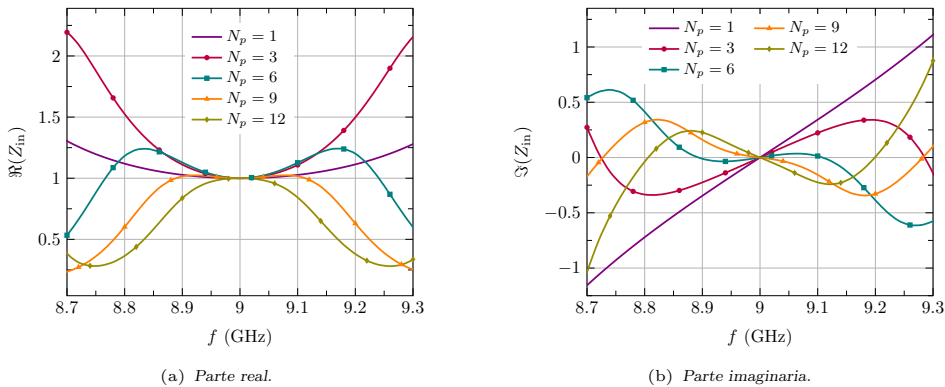 2
1.5
1
0.5
ℜ(Z_in)
N_p = 1
N_p = 3
N_p = 6
N_p = 9
N_p = 12
8.7 8.8 8.9 9 9.1 9.2 9.3
f (GHz)
(a) Parte real.
1
0.5
0
−0.5
−1
ℑ(Z_in)
N_p = 1 N_p = 9
N_p = 3 N_p = 12
N_p = 6
8.7 8.8 8.9 9 9.1 9.2 9.3
f (GHz)
(b) Parte imaginaria.